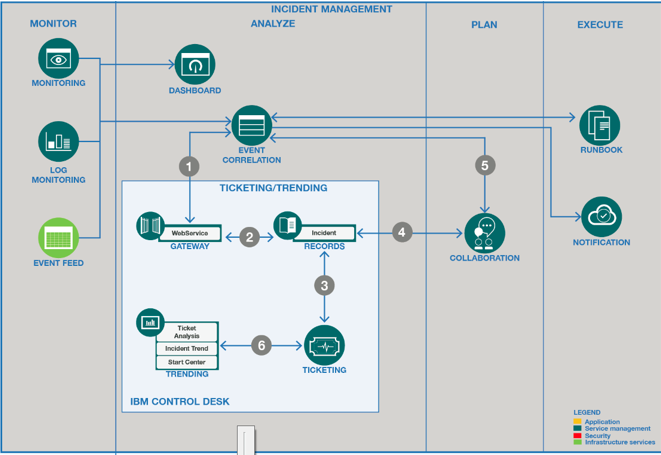 INCIDENT MANAGEMENT
MONITOR
ANALYZE
PLAN
EXECUTE
MONITORING
DASHBOARD
LOG
MONITORING
EVENT
CORRELATION
RUNBOOK
1
5
TICKETING/TRENDING
WebService
GATEWAY
2
Incident
RECORDS
4
COLLABORATION
NOTIFICATION
EVENT FEED
3
Ticket
Analysis
Incident Trend
Start Center
TRENDING
6
TICKETING
IBM CONTROL DESK
LEGEND
Application
Service management
Security
Infrastructure services